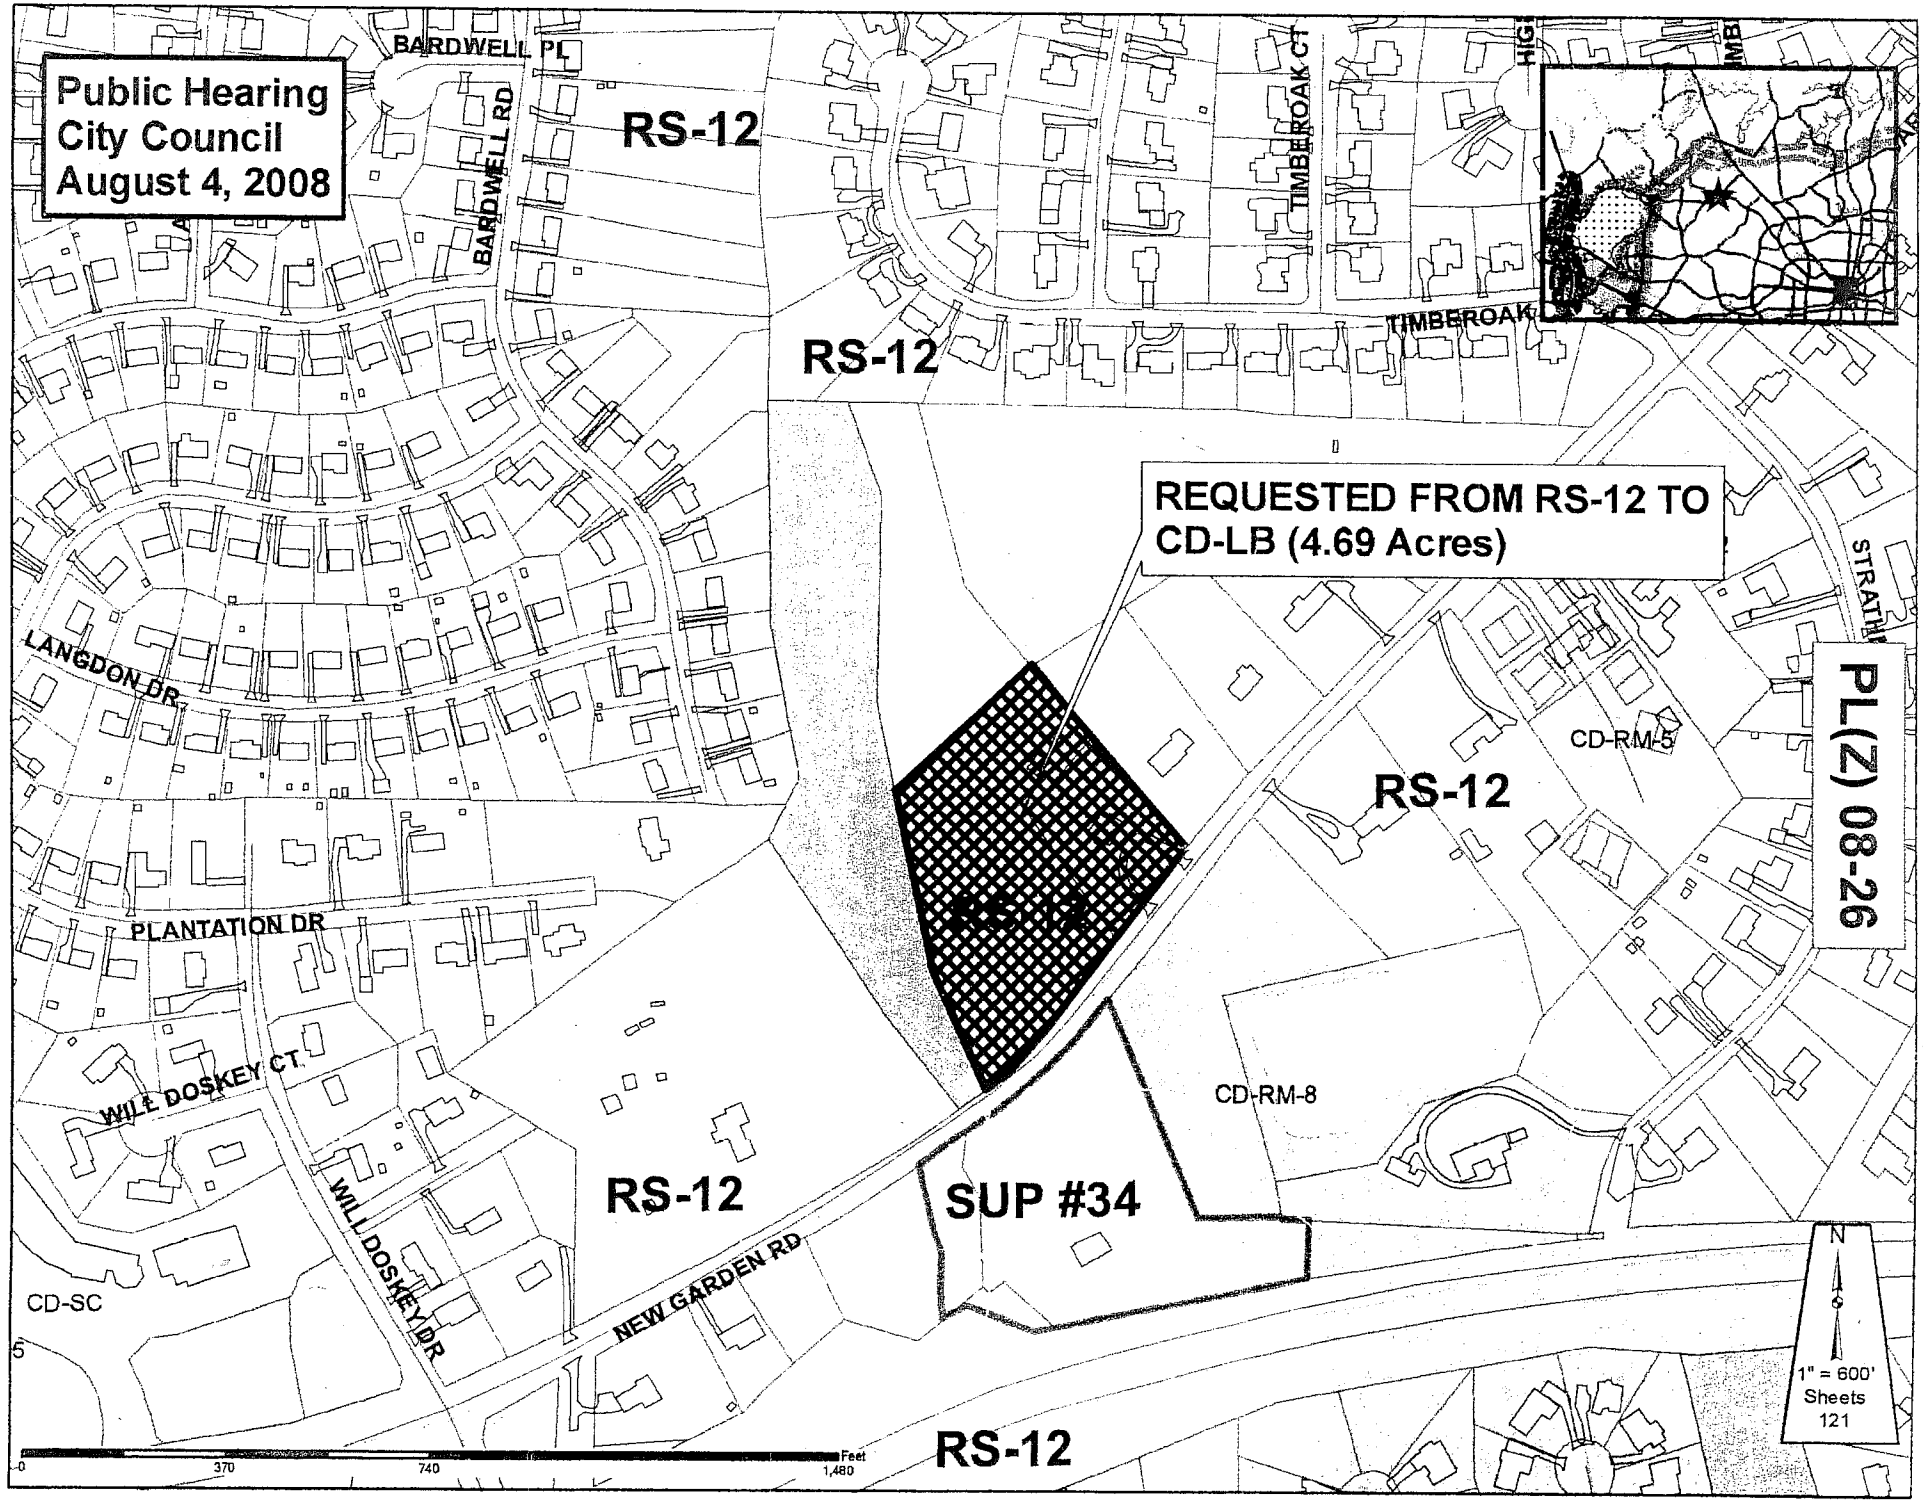 BARDWELL PL
Public Hearing
City Council
August 4, 2008
BARDWELL RD
RS-12
TIMBEROAK CT
TIMBEROAK
RS-12
REQUESTED FROM RS-12 TO
CD-LB (4.69 Acres)
LANGDON DR
CD-RM-5
RS-12
PL(Z) 08-26
RS-12
PLANTATION DR
WILL DOSKEY CT
CD-RM-8
WILL DOSKEY DR
RS-12
SUP #34
NEW GARDEN RD
CD-SC
5
N
1" = 600'
Sheets
121
RS-12
0 370 740 1,480 Feet